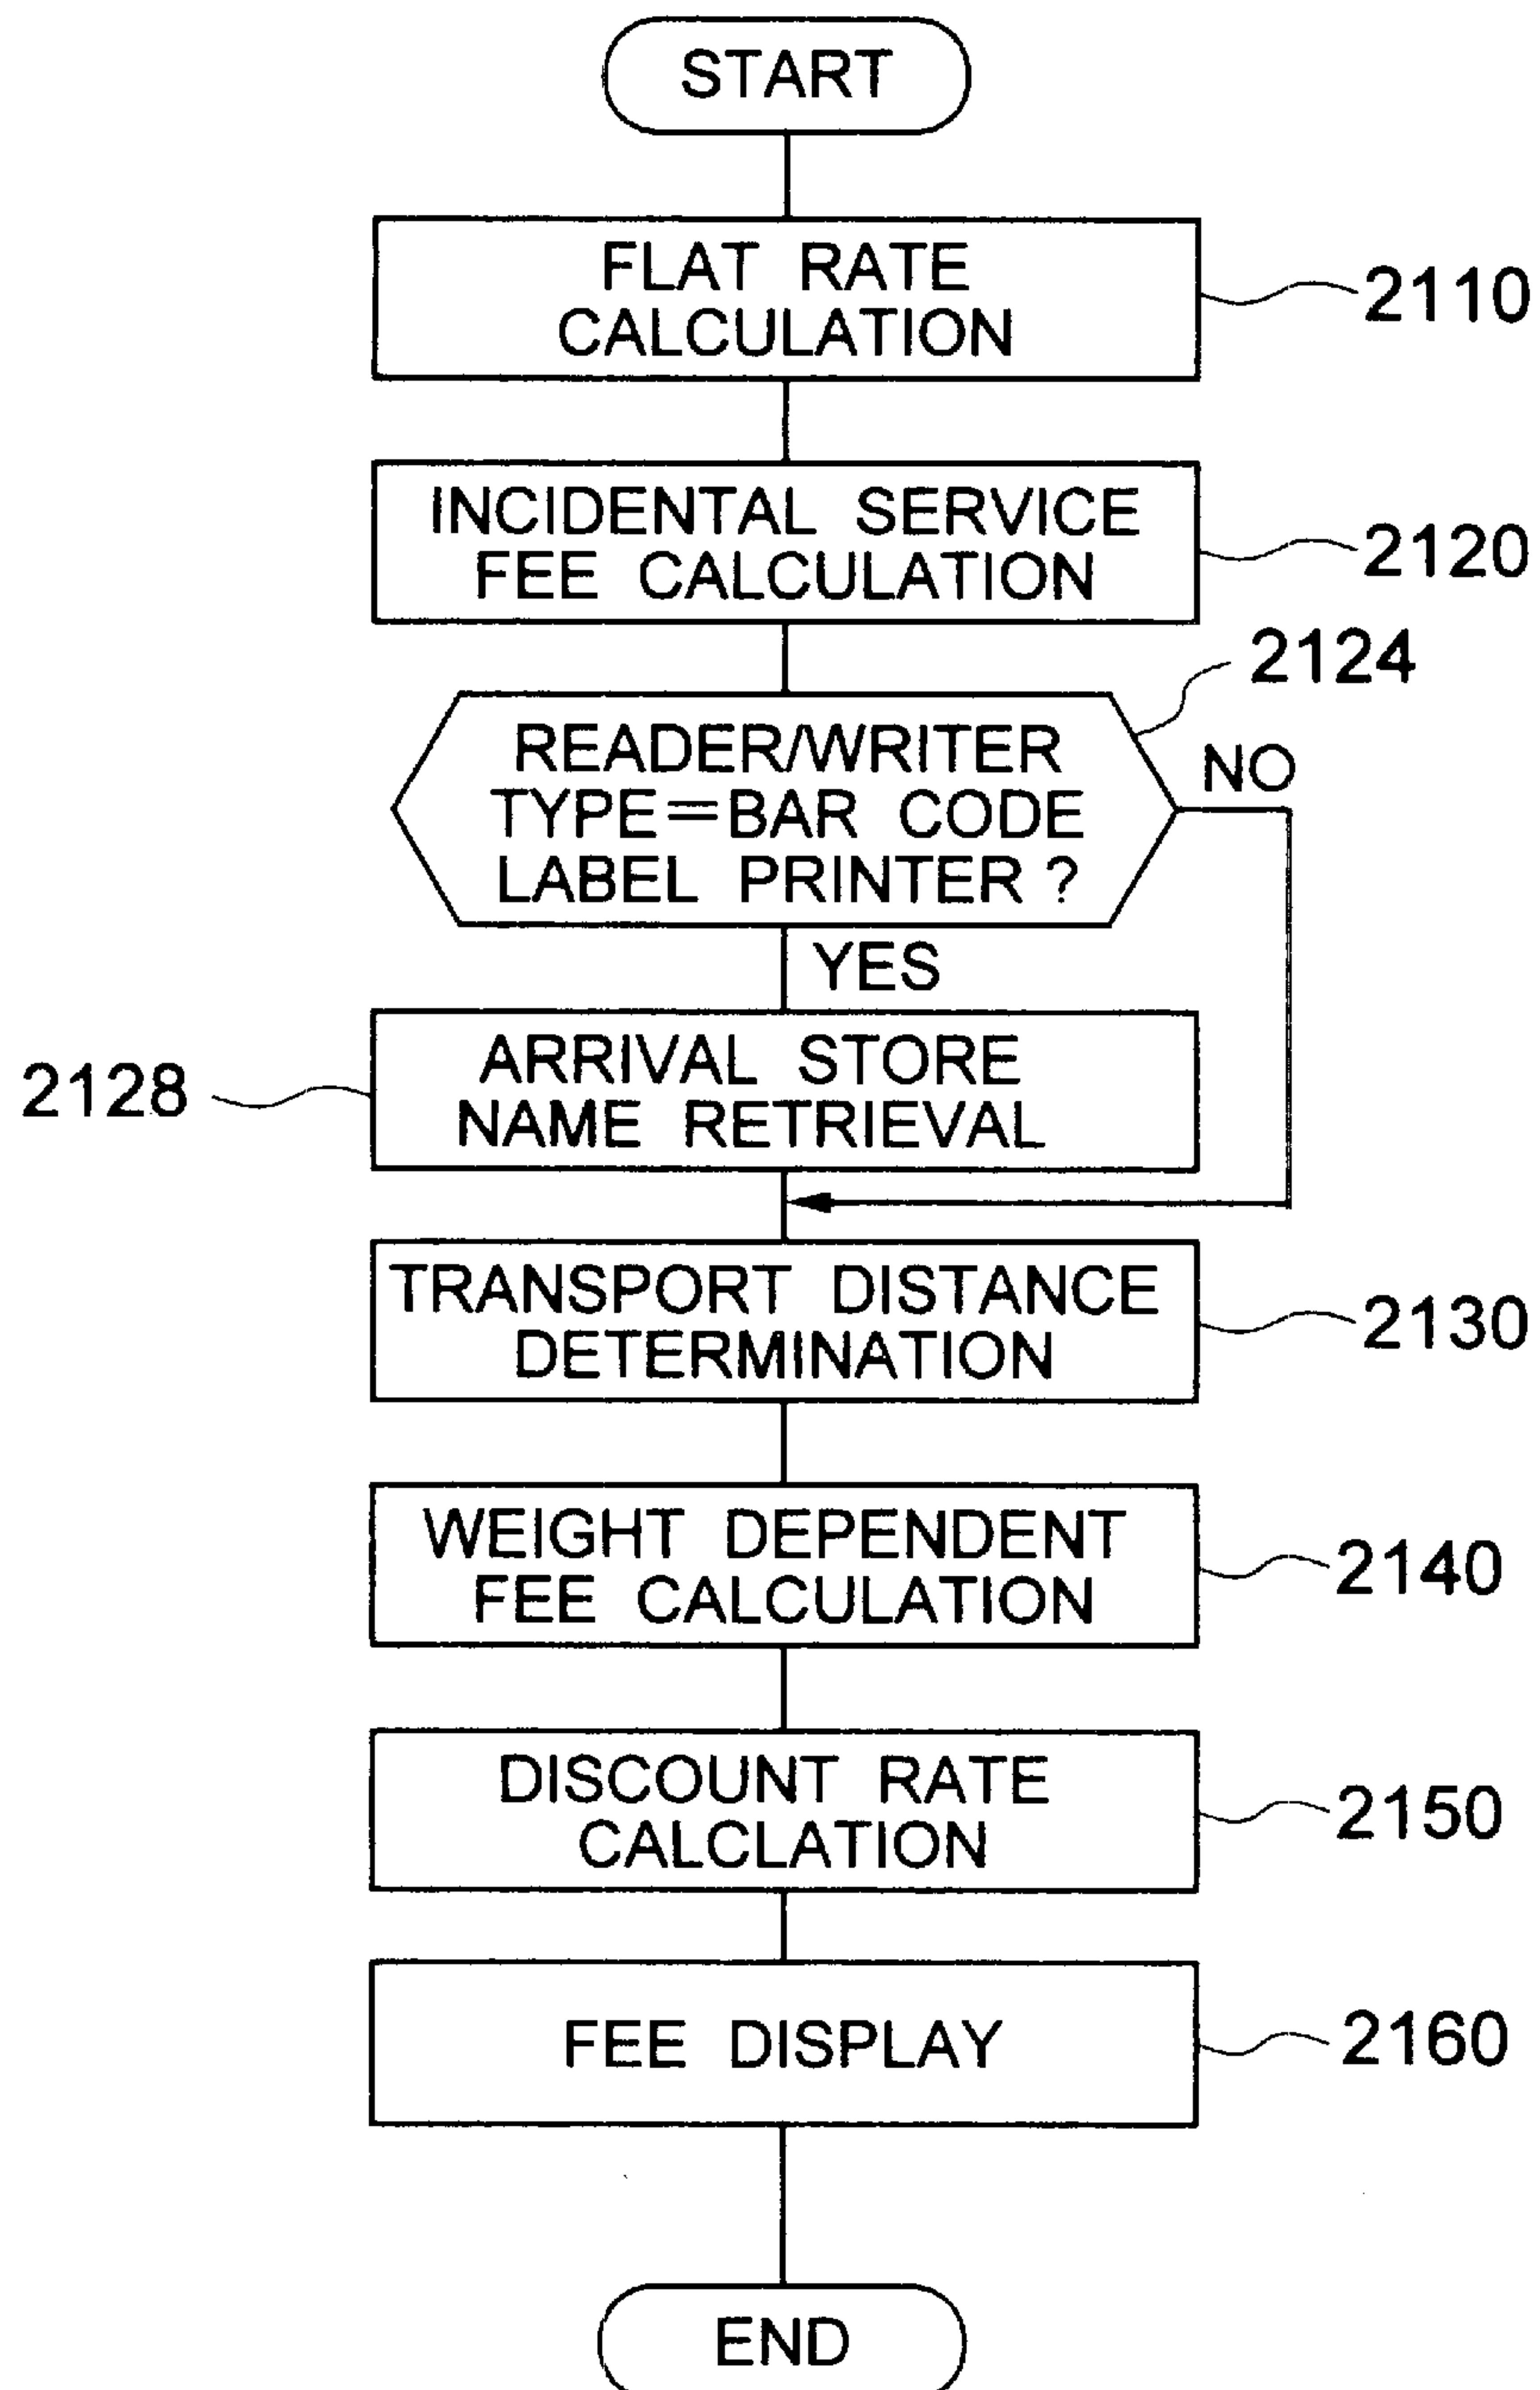 START
FLAT RATE
CALCULATION
2110
INCIDENTAL SERVICE
FEE CALCULATION
2120
2124
READER/WRITER
TYPE=BAR CODE
LABEL PRINTER ?
NO
YES
ARRIVAL STORE
NAME RETRIEVAL
2128
TRANSPORT DISTANCE
DETERMINATION
2130
WEIGHT DEPENDENT
FEE CALCULATION
2140
DISCOUNT RATE
CALCLATION
2150
FEE DISPLAY
2160
END